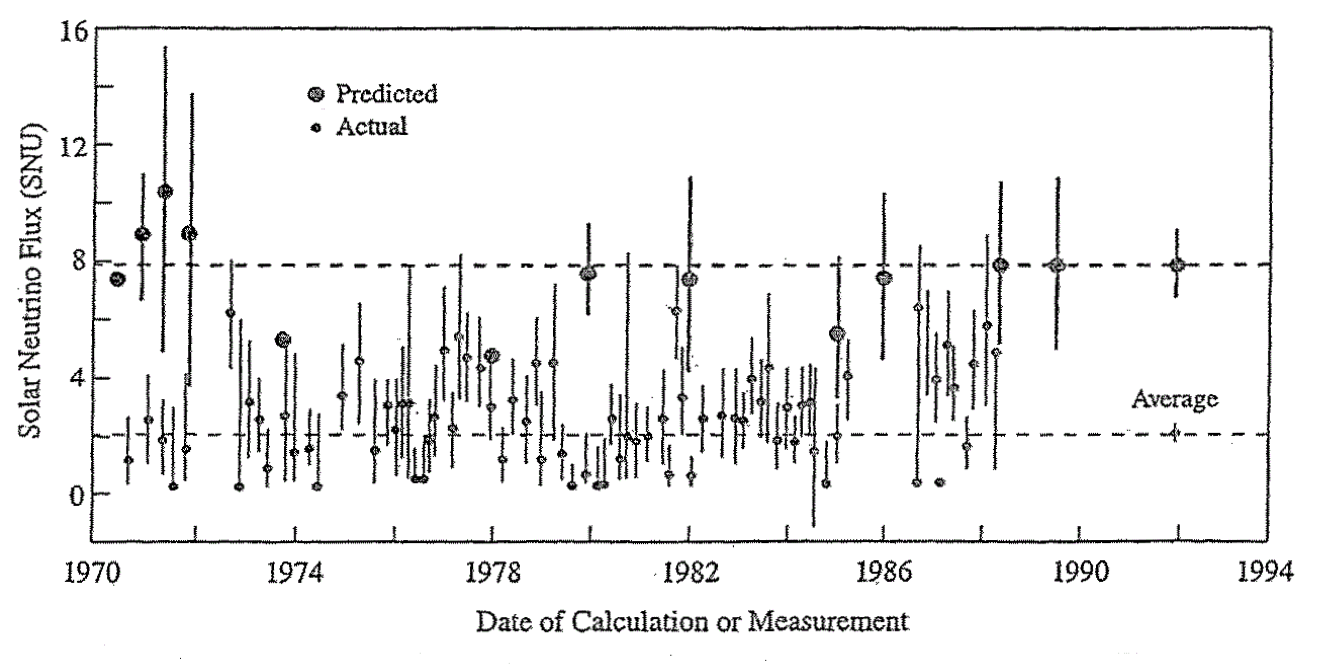 16
12
8
4
0
Solar Neutrino Flux (SNU)
Predicted
Actual
Average
1970 1974 1978 1982 1986 1990 1994
Date of Calculation or Measurement